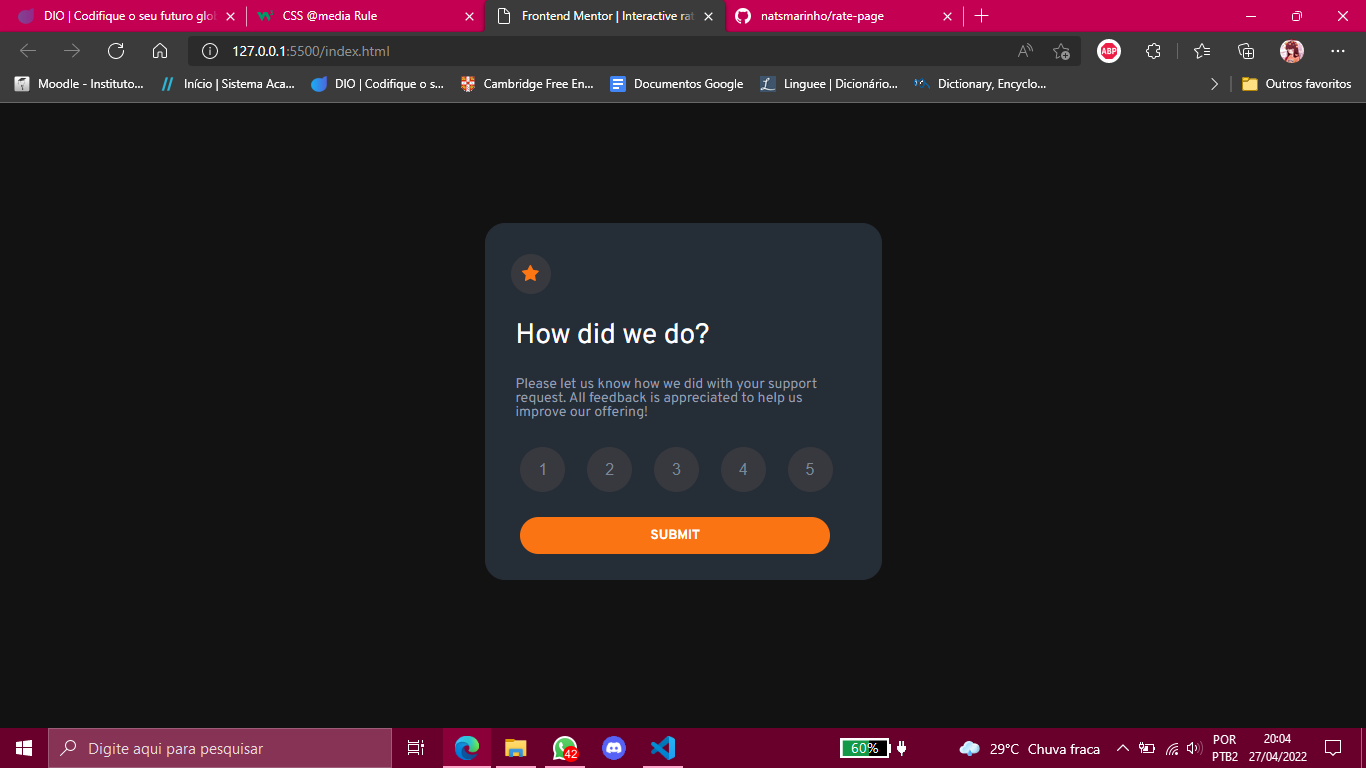 DIO | Codifique o seu futuro glo
CSS @media Rule
Frontend Mentor | Interactive rat
natsmarinho/rate-page
127.0.0.1:5500/index.html
ABP
Moodle - Instituto...
Início | Sistema Aca...
DIO | Codifique o s...
Cambridge Free En...
Documentos Google
Linguee | Dicionário...
Dictionary, Encyclo...
Outros favoritos
How did we do?
Please let us know how we did with your support
request. All feedback is appreciated to help us
improve our offering!
1 2 3 4 5
SUBMIT
Digite aqui para pesquisar
42
60%
29°C Chuva fraca
POR
PTB2
20:04
27/04/2022